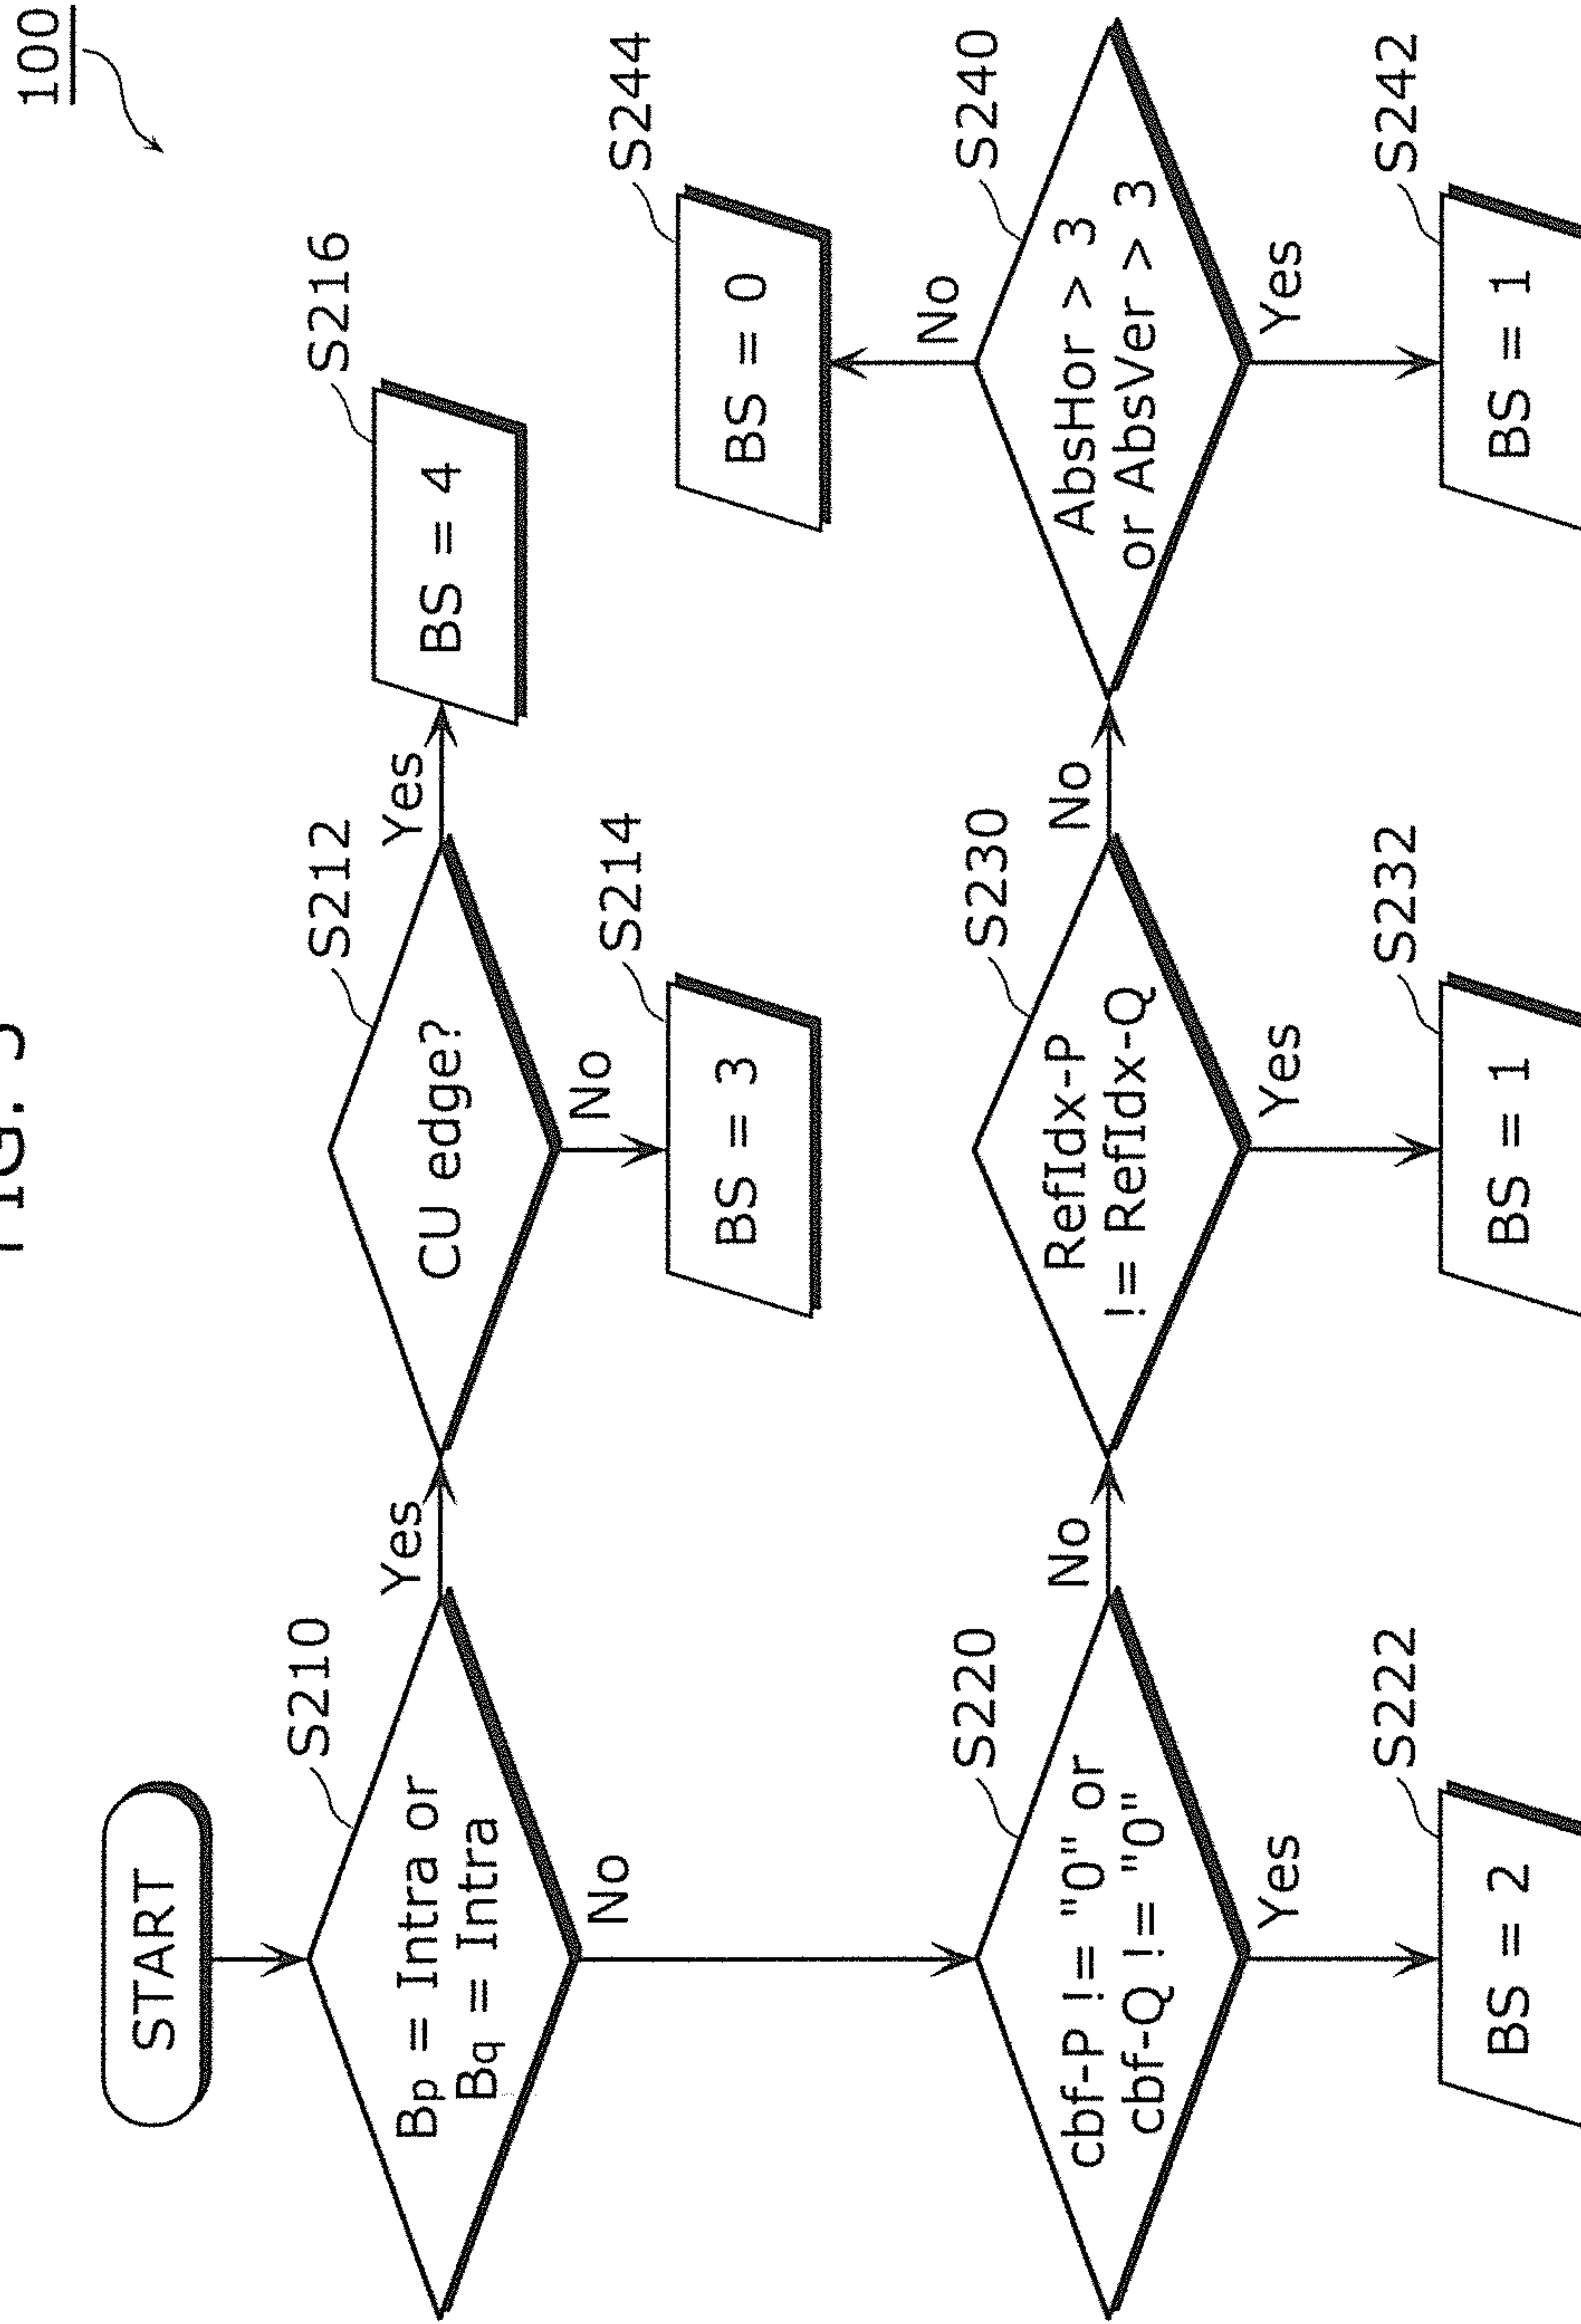 100
START
S210
Bp = Intra or
Bq = Intra
Yes
No
S212
CU edge?
Yes
No
S216
BS = 4
S214
BS = 3
S220
cbf-P != "0" or
cbf-Q != "0"
No
Yes
S222
BS = 2
S230
RefIdx-P
!= RefIdx-Q
No
Yes
S232
BS = 1
S240
AbsHor > 3
or AbsVer > 3
No
Yes
S244
BS = 0
S242
BS = 1